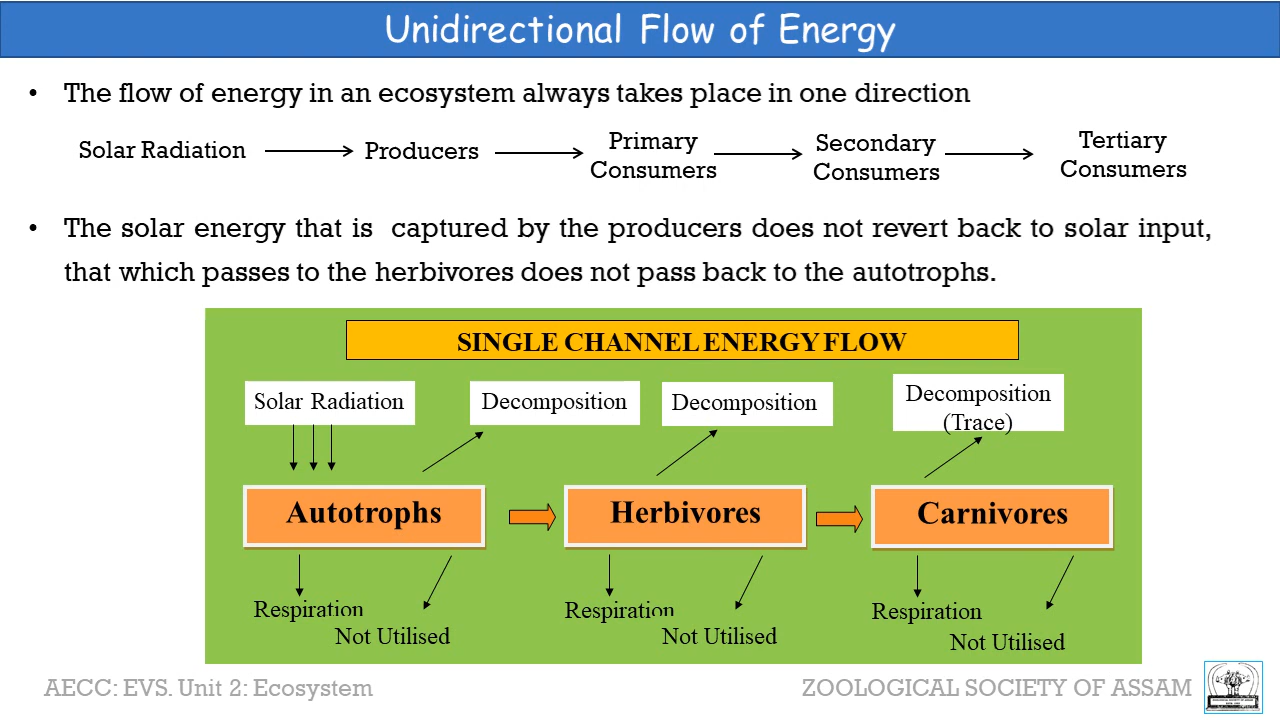 Unidirectional Flow of Energy
• The flow of energy in an ecosystem always takes place in one direction
Solar Radiation
Producers
Primary
Consumers
Secondary
Consumers
Tertiary
Consumers
• The solar energy that is captured by the producers does not revert back to solar input,
that which passes to the herbivores does not pass back to the autotrophs.
SINGLE CHANNEL ENERGY FLOW
Solar Radiation
Decomposition
Decomposition
Decomposition
(Trace)
Autotrophs
Herbivores
Carnivores
Respiration
Not Utilised
Respiration
Not Utilised
Respiration
Not Utilised
AECC: EVS. Unit 2: Ecosystem
ZOOLOGICAL SOCIETY OF ASSAM